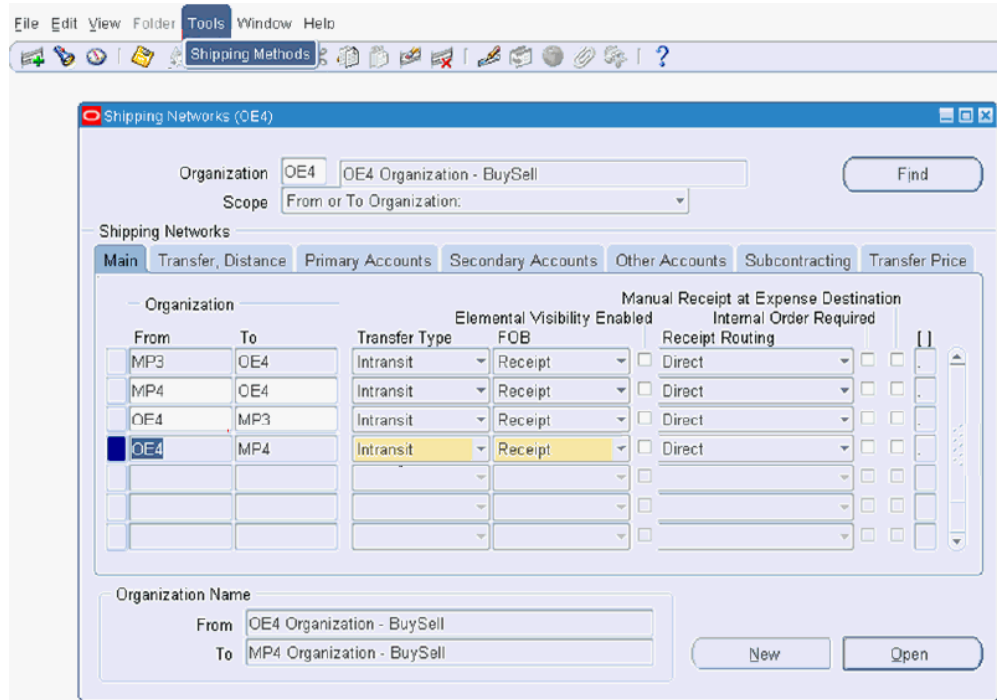 File Edit View Folder Tools Window Help
Shipping Methods
Shipping Networks (OE4)
Organization OE4 OE4 Organization - BuySell Find
Scope From or To Organization:
Shipping Networks
Main Transfer, Distance Primary Accounts Secondary Accounts Other Accounts Subcontracting Transfer Price
Organization Manual Receipt at Expense Destination
Elemental Visibility Enabled Internal Order Required
From To Transfer Type FOB Receipt Routing [ ]
MP3 OE4 Intransit Receipt Direct .
MP4 OE4 Intransit Receipt Direct .
OE4 MP3 Intransit Receipt Direct .
OE4 MP4 Intransit Receipt Direct .
Organization Name
From OE4 Organization - BuySell
To MP4 Organization - BuySell
New Open